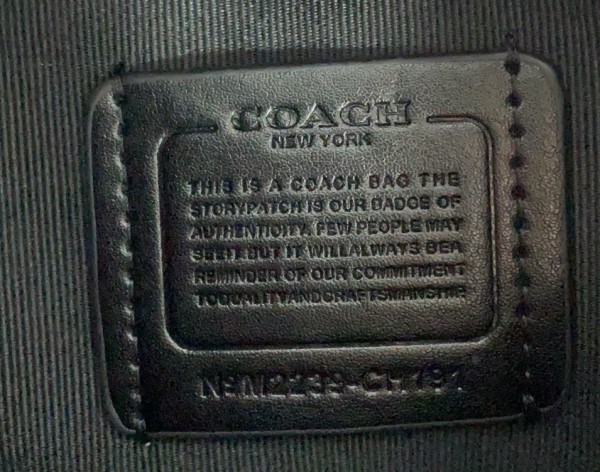 COACH
NEW YORK
THIS IS A COACH BAG THE
STORYPATCH IS OUR BADGE OF
AUTHENTICITY. FEW PEOPLE MAY
SEE IT BUT IT WILL ALWAYS BE A
REMINDER OF OUR COMMITMENT
TO QUALITY AND CRAFTSMANSHIP.